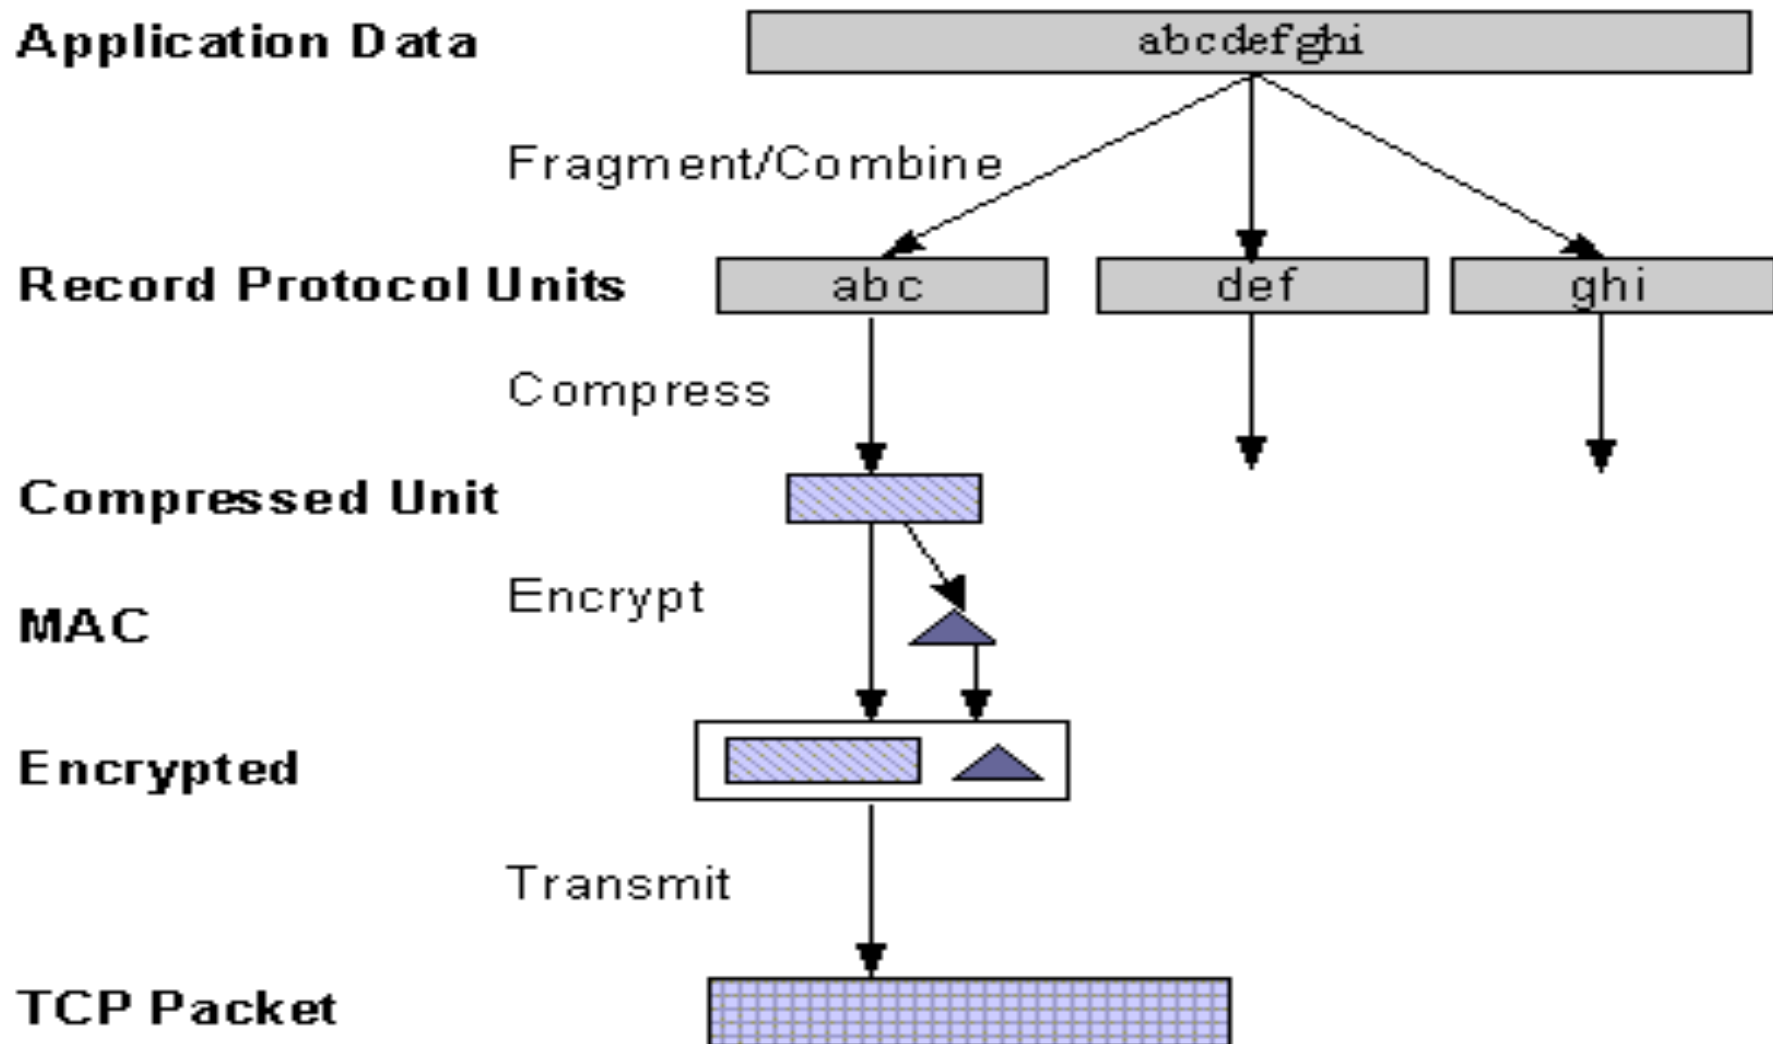 Application Data
abcdefghi
Fragment/Combine
Record Protocol Units
abc
def
ghi
Compress
Compressed Unit
Encrypt
MAC
Encrypted
Transmit
TCP Packet